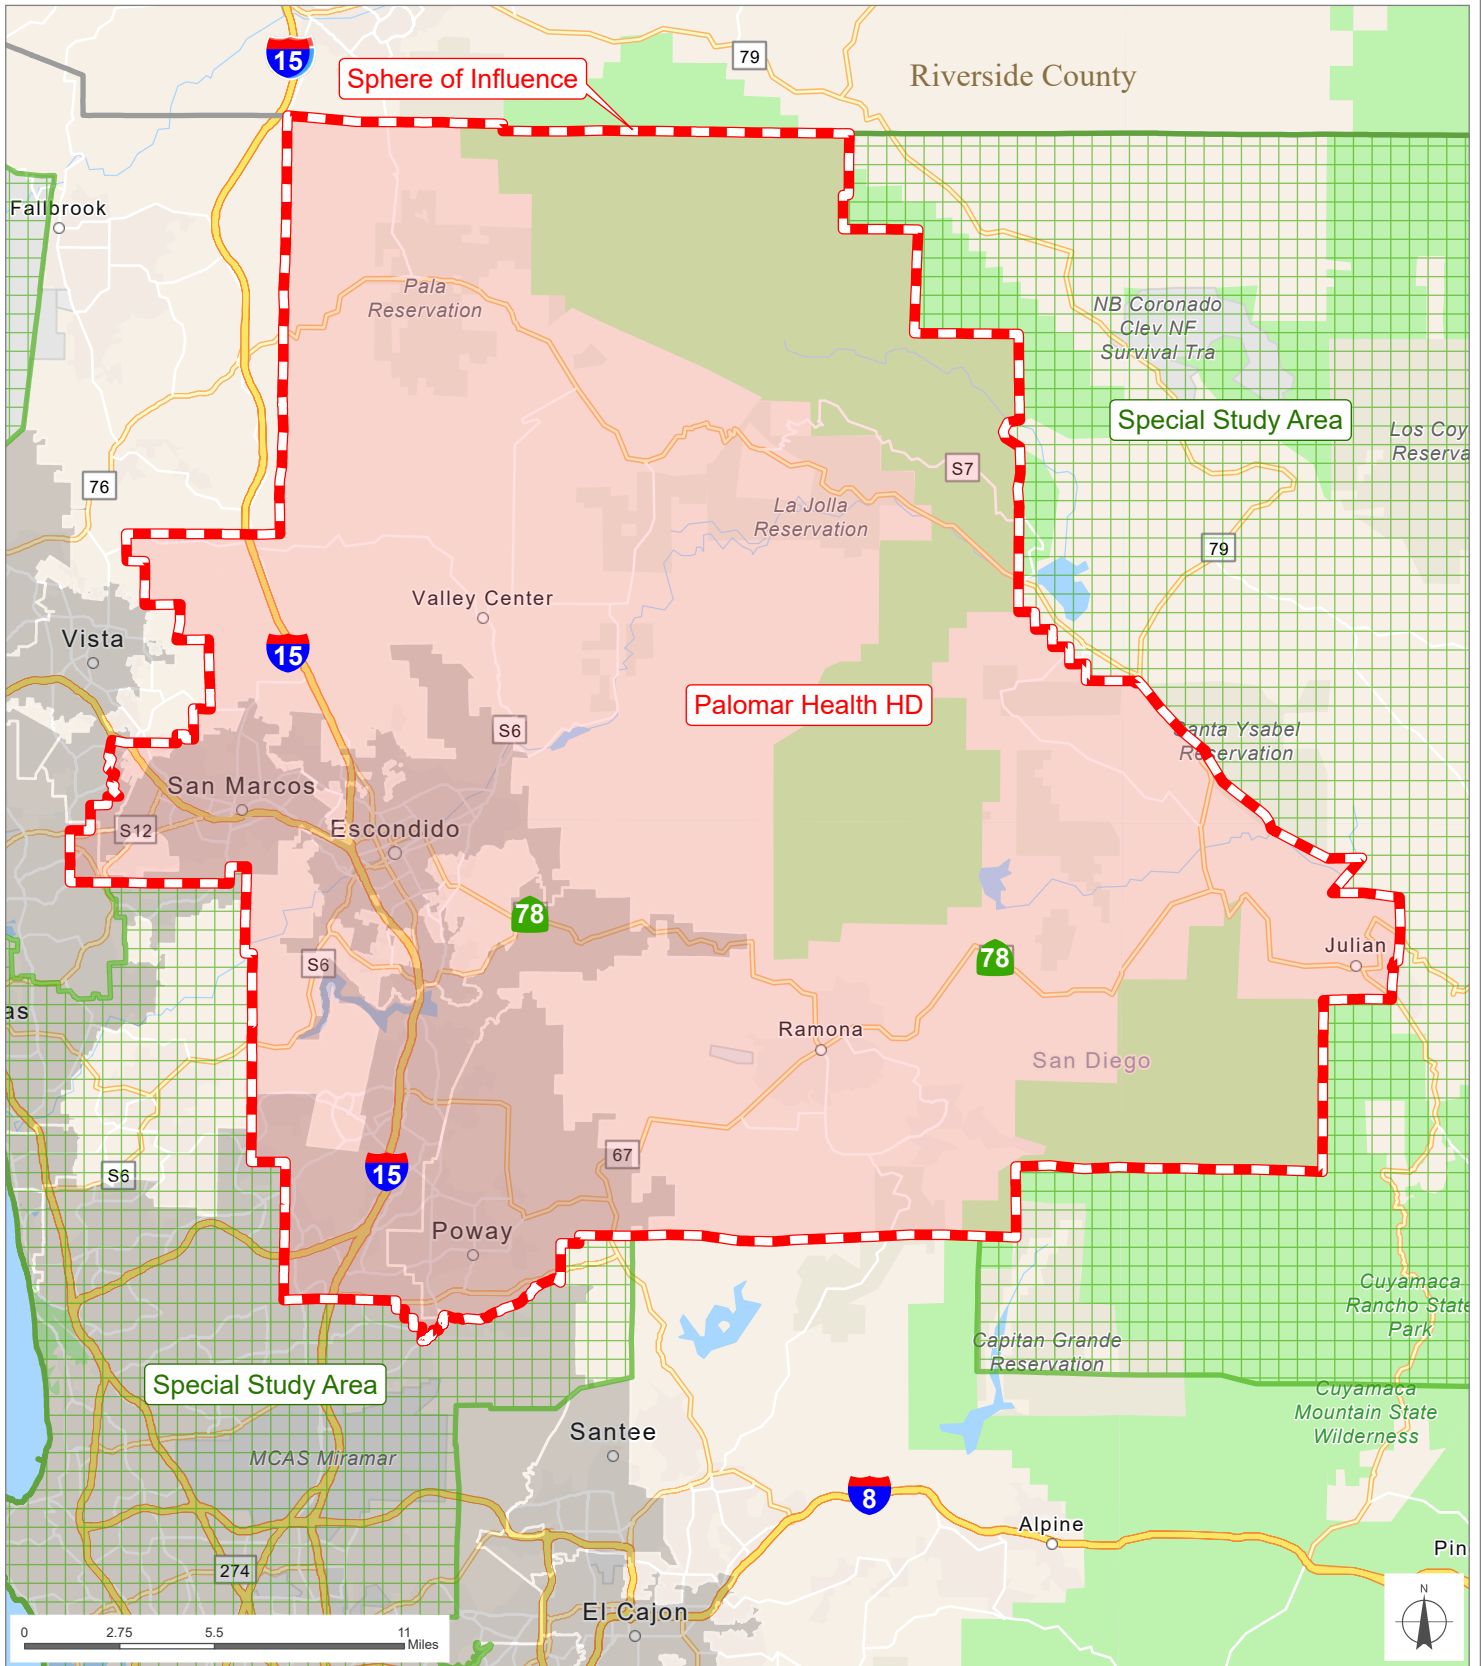 15
79
Riverside County
Sphere of Influence
Fallbrook
Pala
Reservation
NB Coronado
Clev NF
Survival Tra
Special Study Area
Los Coy
Reserva
S7
76
La Jolla
Reservation
79
Valley Center
Vista
15
Palomar Health HD
S6
Santa Ysabel
Reservation
San Marcos
S12
Escondido
78
Julian
78
S6
as
Ramona
San Diego
67
15
S6
Poway
Cuyamaca
Rancho State
Park
Capitan Grande
Reservation
Special Study Area
Cuyamaca
Mountain State
Wilderness
Santee
MCAS Miramar
8
Alpine
Pin
274
El Cajon
N
0 2.75 5.5 11
Miles